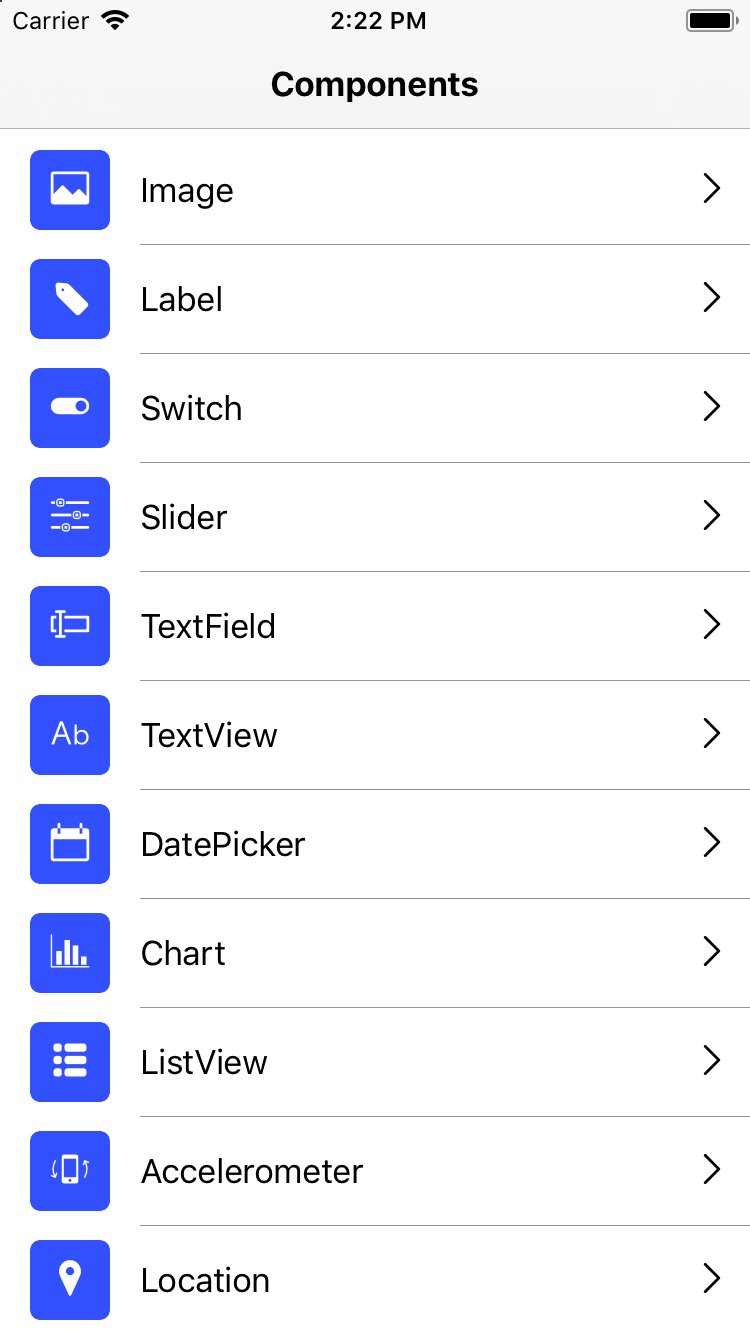 Carrier 2:22 PM
Components
Image
Label
Switch
Slider
TextField
Ab TextView
DatePicker
Chart
ListView
Accelerometer
Location